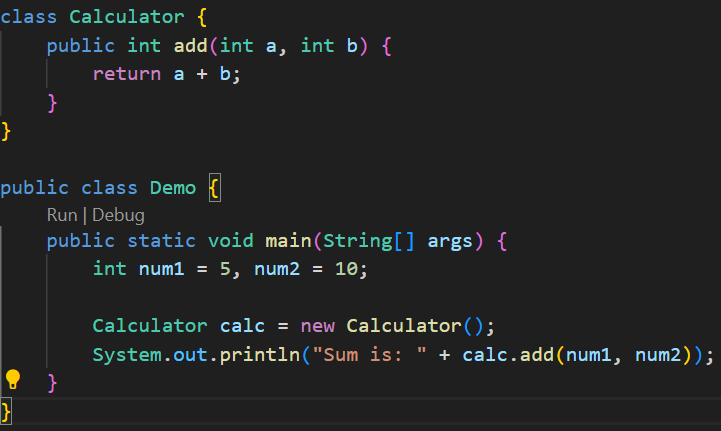 class Calculator {
    public int add(int a, int b) {
        return a + b;
    }
}

public class Demo {
    Run | Debug
    public static void main(String[] args) {
        int num1 = 5, num2 = 10;

        Calculator calc = new Calculator();
        System.out.println("Sum is: " + calc.add(num1, num2));
    }
}